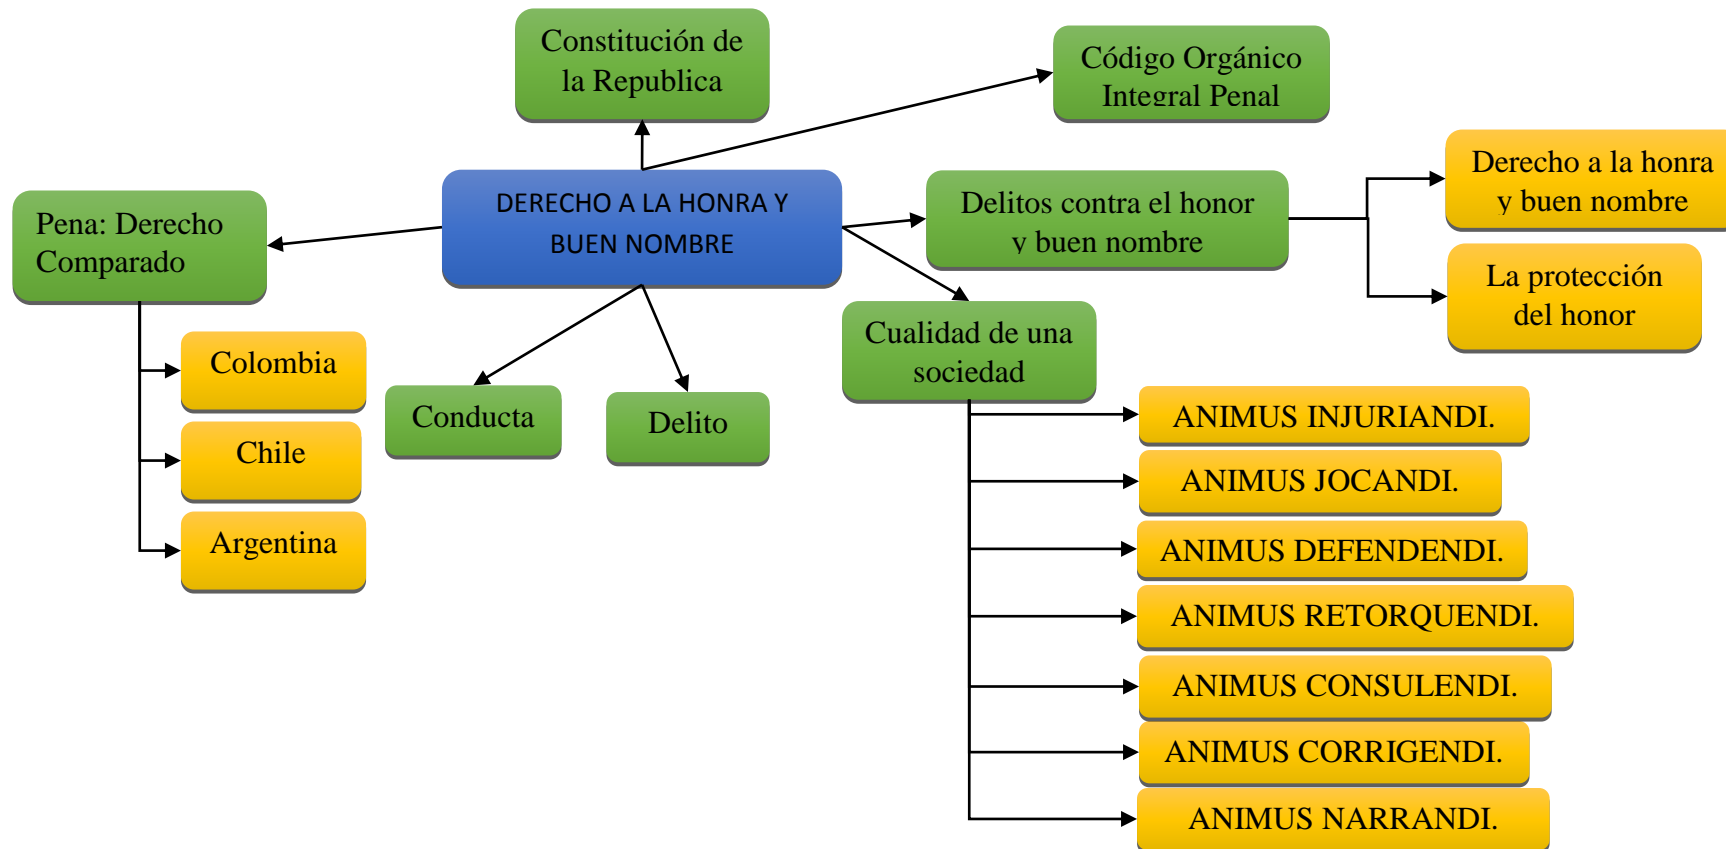 Constitución de
la Republica
Código Orgánico
Integral Penal
DERECHO A LA HONRA Y
BUEN NOMBRE
Pena: Derecho
Comparado
Colombia
Chile
Argentina
Conducta
Delito
Delitos contra el honor
y buen nombre
Derecho a la honra
y buen nombre
La protección
del honor
Cualidad de una
sociedad
ANIMUS INJURIANDI.
ANIMUS JOCANDI.
ANIMUS DEFENDENDI.
ANIMUS RETORQUENDI.
ANIMUS CONSULENDI.
ANIMUS CORRIGENDI.
ANIMUS NARRANDI.